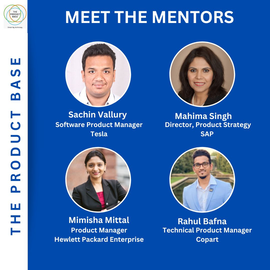 MEET THE MENTORS
THE PRODUCT BASE
Sachin Vallury
Software Product Manager
Tesla
Mahima Singh
Director, Product Strategy
SAP
Mimisha Mittal
Product Manager
Hewlett Packard Enterprise
Rahul Bafna
Technical Product Manager
Copart